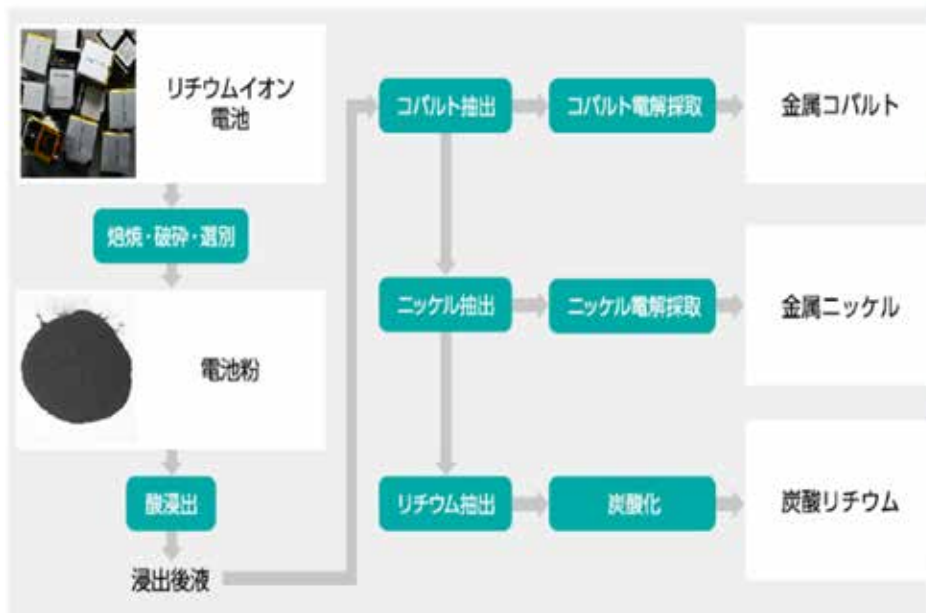 リチウムイオン
電池
焙焼・破砕・選別
電池粉
酸浸出
浸出後液
コバルト抽出
コバルト電解採取
金属コバルト
ニッケル抽出
ニッケル電解採取
金属ニッケル
リチウム抽出
炭酸化
炭酸リチウム